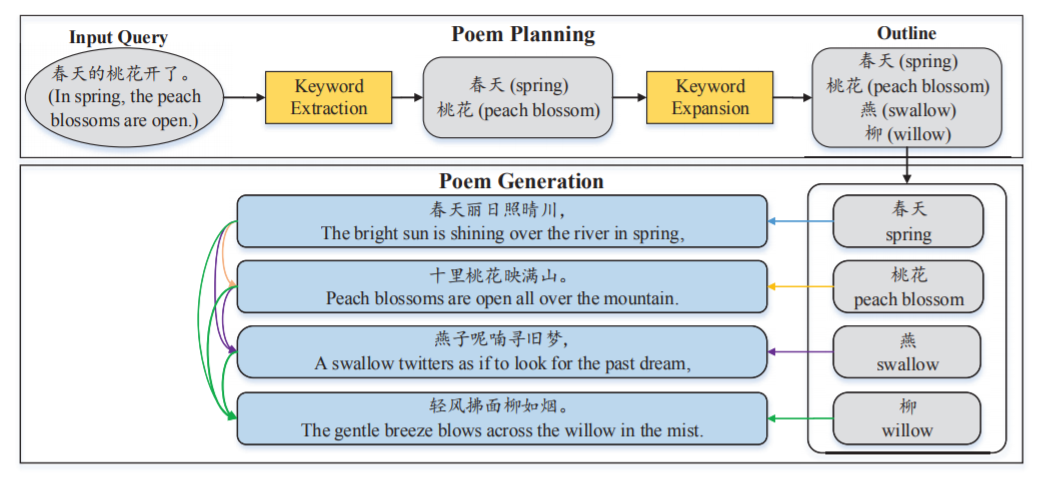 Poem Planning
Input Query
春天的桃花开了。
(In spring, the peach
blossoms are open.)
Keyword
Extraction
春天 (spring)
桃花 (peach blossom)
Keyword
Expansion
Outline
春天 (spring)
桃花 (peach blossom)
燕 (swallow)
柳 (willow)
Poem Generation
春天丽日照晴川，
The bright sun is shining over the river in spring,
春天
spring
十里桃花映满山。
Peach blossoms are open all over the mountain.
桃花
peach blossom
燕子呢喃寻旧梦，
A swallow twitters as if to look for the past dream,
燕
swallow
轻风拂面柳如烟。
The gentle breeze blows across the willow in the mist.
柳
willow